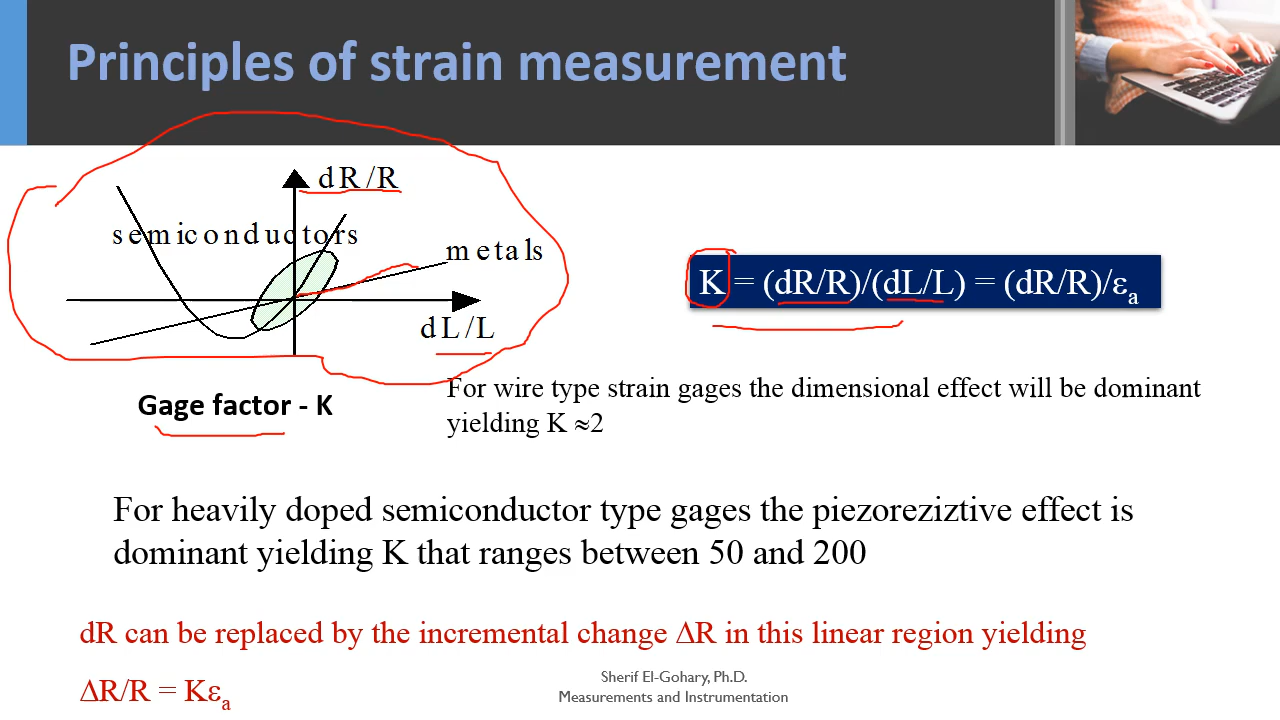 Principles of strain measurement
dR/R
semiconductors
metals
dL/L
K = (dR/R)/(dL/L) = (dR/R)/εa
Gage factor - K
For wire type strain gages the dimensional effect will be dominant
yielding K ≈2
For heavily doped semiconductor type gages the piezoreziztive effect is
dominant yielding K that ranges between 50 and 200
dR can be replaced by the incremental change ΔR in this linear region yielding
ΔR/R = Kεa
Sherif El-Gohary, Ph.D.
Measurements and Instrumentation